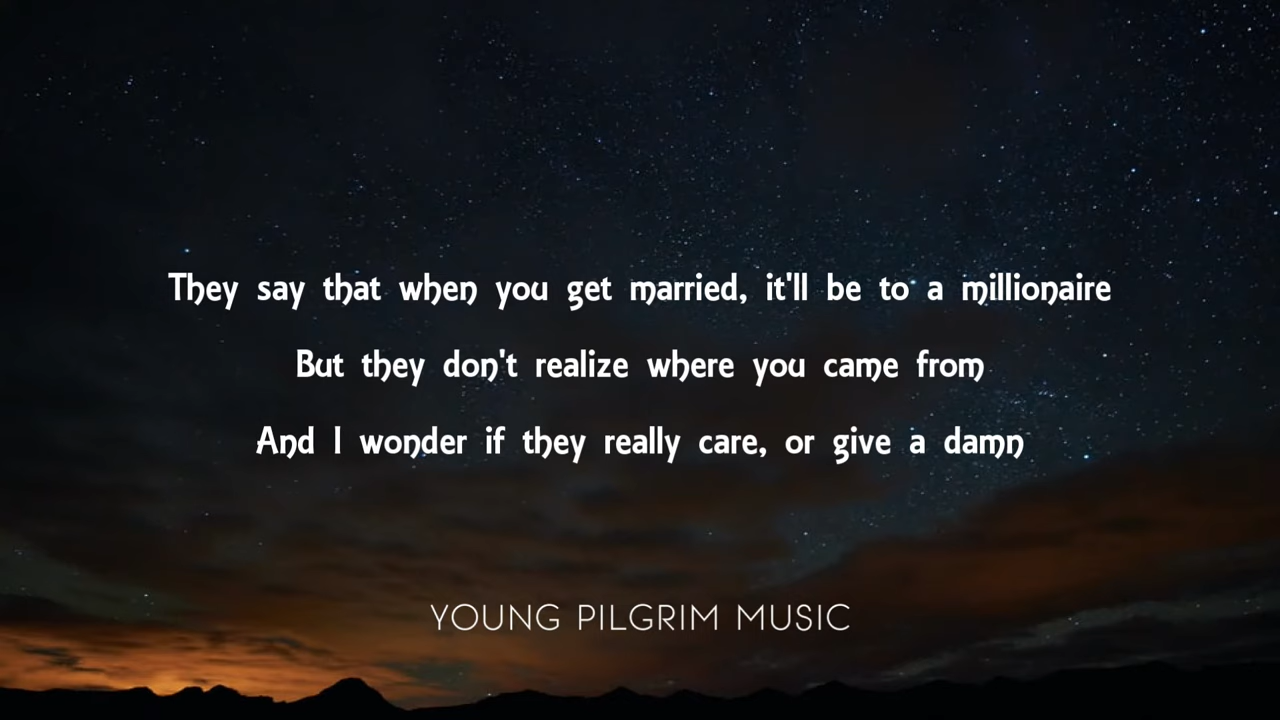 They say that when you get married, it'll be to a millionaire
But they don't realize where you came from
And I wonder if they really care, or give a damn
YOUNG PILGRIM MUSIC